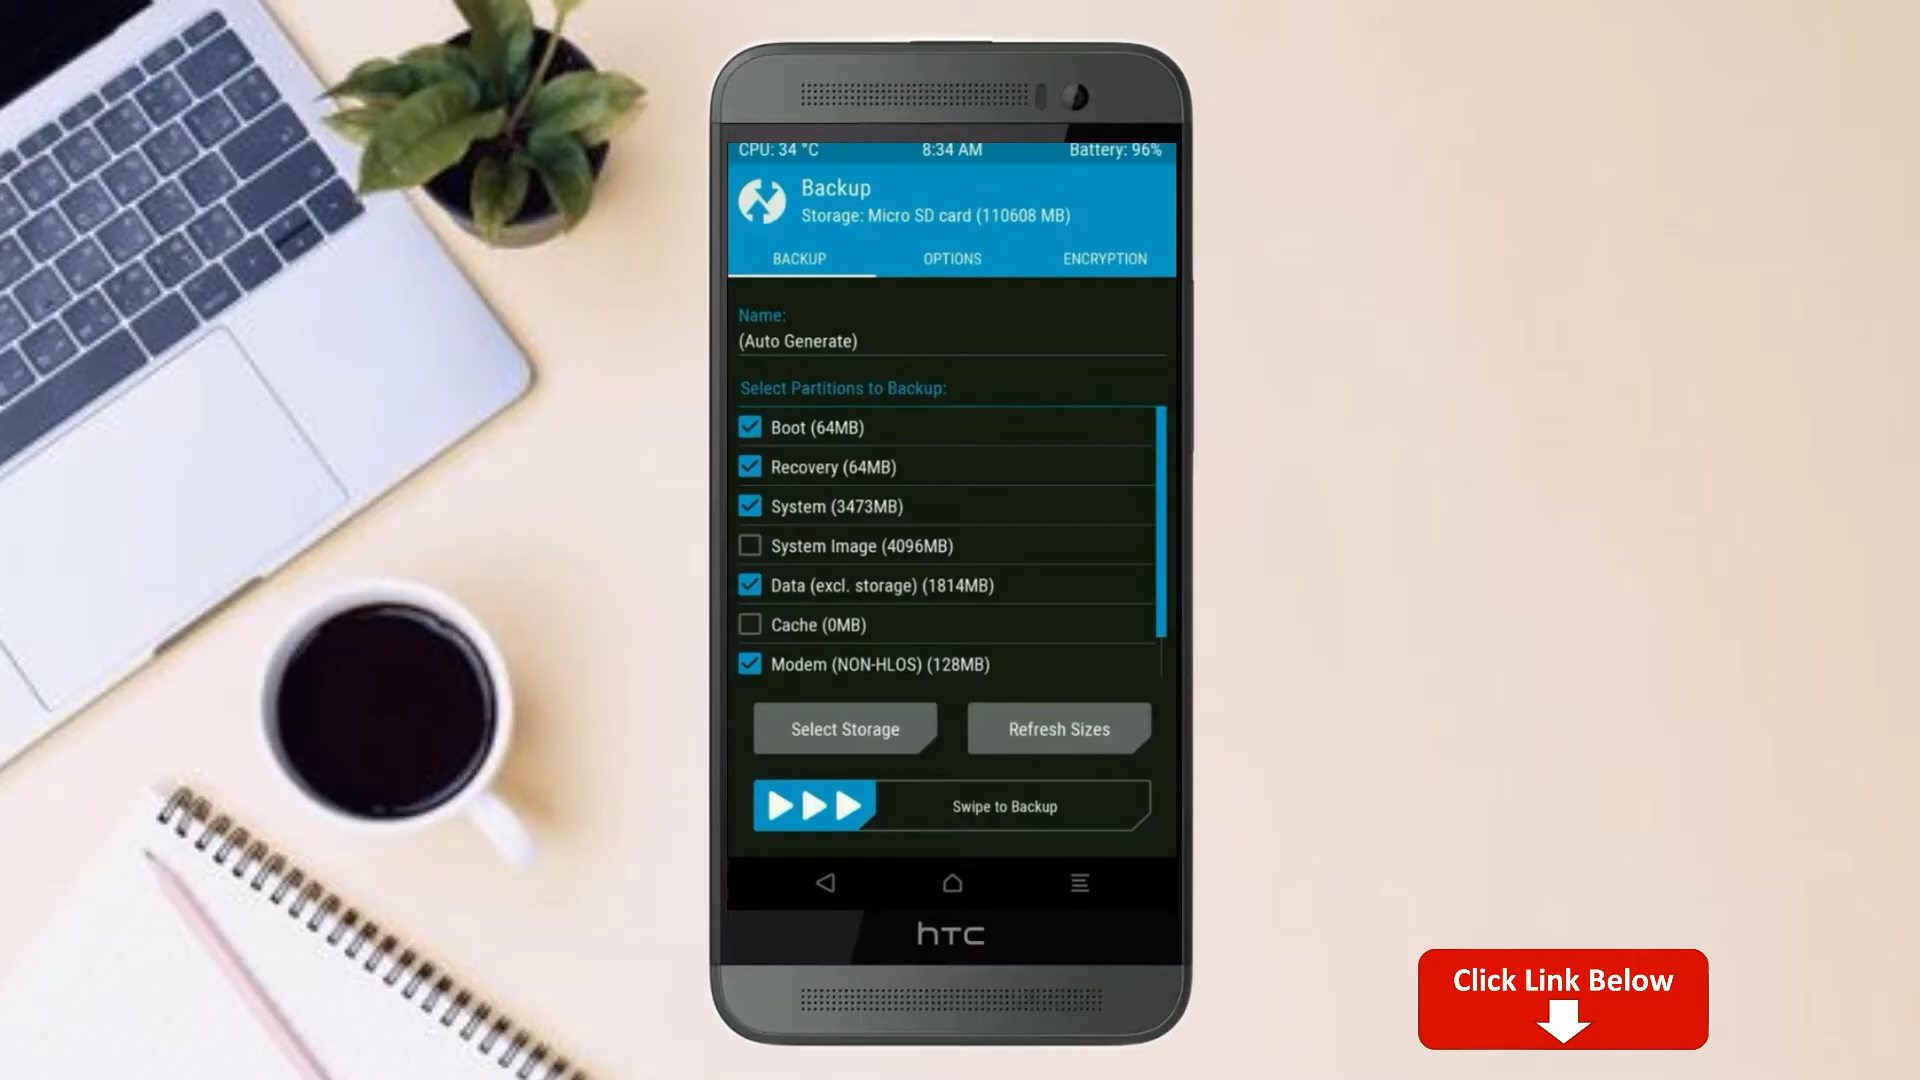 CPU: 34 °C 8:34 AM Battery: 96%
Backup
Storage: Micro SD card (110608 MB)
BACKUP OPTIONS ENCRYPTION
Name:
(Auto Generate)
Select Partitions to Backup:
Boot (64MB)
Recovery (64MB)
System (3473MB)
System Image (4096MB)
Data (excl. storage) (1814MB)
Cache (0MB)
Modem (NON-HLOS) (128MB)
Select Storage Refresh Sizes
Swipe to Backup
hTC
Click Link Below